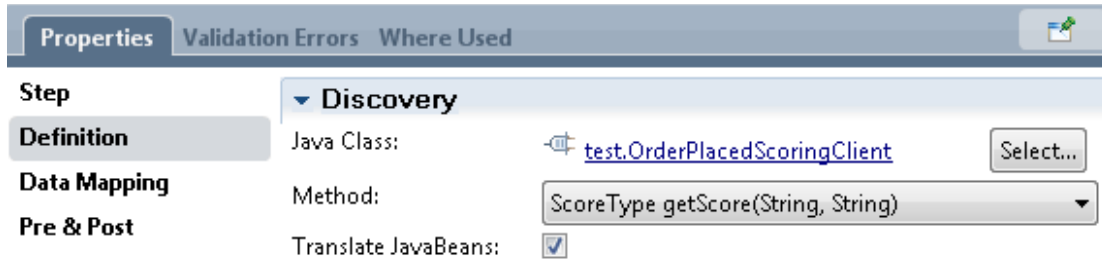 Properties Validation Errors Where Used
Step
Definition
Data Mapping
Pre & Post
Discovery
Java Class: test.OrderPlacedScoringClient Select...
Method: ScoreType getScore(String, String)
Translate JavaBeans: